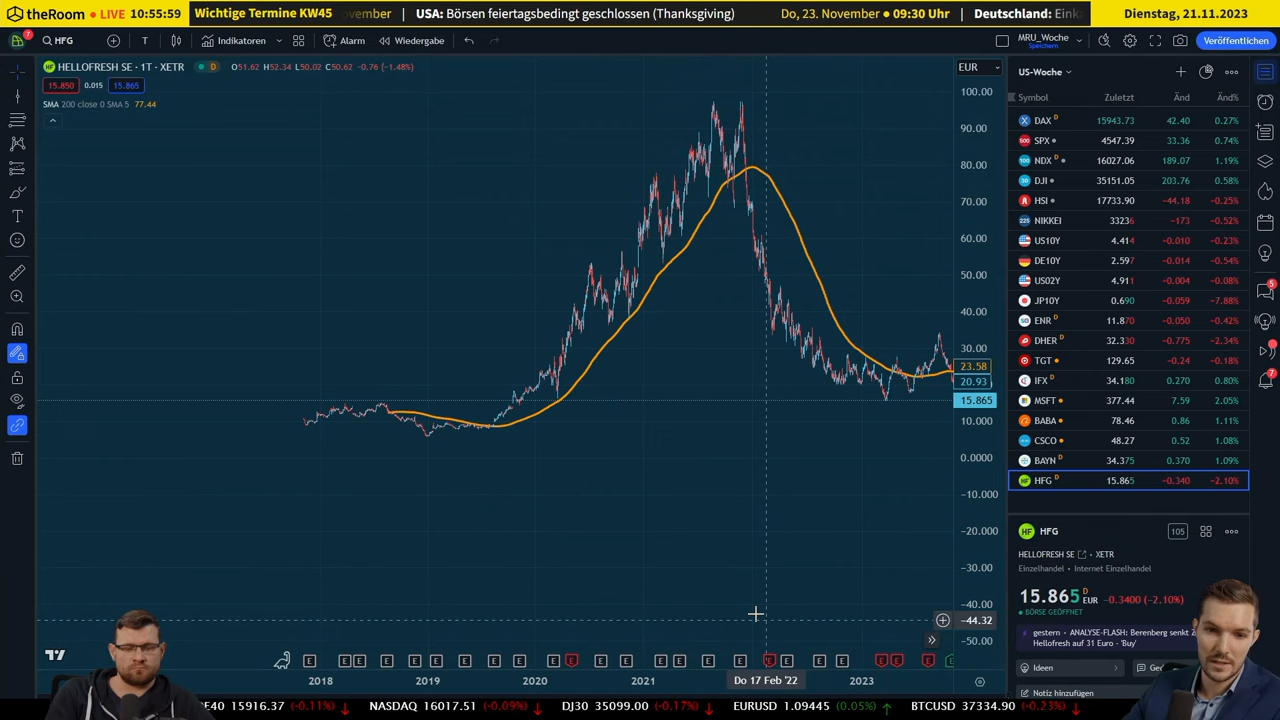 theRoom ● LIVE 10:55:59
Wichtige Termine KW45
ovember ● USA: Börsen feiertagsbedingt geschlossen (Thanksgiving) Do, 23. November ● 09:30 Uhr Deutschland: Eink
Dienstag, 21.11.2023
7 HFG T Indikatoren Alarm Wiedergabe
MRU_Woche
Speichern
Veröffentlichen
HELLOFRESH SE · 1T · XETR D O51.62 H52.34 L50.02 C50.62 -0.76 (-1.48%)
15.850 0.015 15.865
SMA 200 close 0 SMA 5 77.44
EUR
100.00
90.00
80.00
70.00
60.00
50.00
40.00
30.00
23.58
20.93
15.865
10.000
0.0000
-10.000
-20.000
-30.00
-40.00
-44.32
-50.00
E E E E E E E E E E E E E E E E E E E E E E E E
2018 2019 2020 2021 Do 17 Feb '22 2023
US-Woche
Symbol Zuletzt Änd Änd%
DAX D 15943.73 42.40 0.27%
SPX 4547.39 33.36 0.74%
NDX D 16027.06 189.07 1.19%
DJI 35151.05 203.76 0.58%
HSI 17733.90 -44.18 -0.25%
NIKKEI 33236 -173 -0.52%
US10Y 4.414 -0.010 -0.23%
DE10Y 2.597 -0.014 -0.54%
US02Y 4.911 -0.004 -0.08%
JP10Y 0.690 -0.059 -7.88%
ENR D 11.870 -0.050 -0.42%
DHER D 32.330 -0.775 -2.34%
TGT 129.65 -0.24 -0.18%
IFX D 34.180 0.270 0.80%
MSFT 377.44 7.59 2.05%
BABA 78.46 0.86 1.11%
CSCO 48.27 0.52 1.08%
BAYN D 34.375 0.370 1.09%
HFG D 15.865 -0.340 -2.10%
HFG 105
HELLOFRESH SE XETR
Einzelhandel • Internet Einzelhandel
15.865 D EUR -0.3400 (-2.10%)
BÖRSE GEÖFFNET
gestern • ANALYSE-FLASH: Berenberg senkt Z
Hellofresh auf 31 Euro - 'Buy'
Ideen
Notiz hinzufügen
5
7
E40 15916.37 (-0.11%) NASDAQ 16017.51 (-0.09%) DJ30 35099.00 (-0.17%) EURUSD 1.09445 (0.05%) BTCUSD 37334.90 (-0.23%)